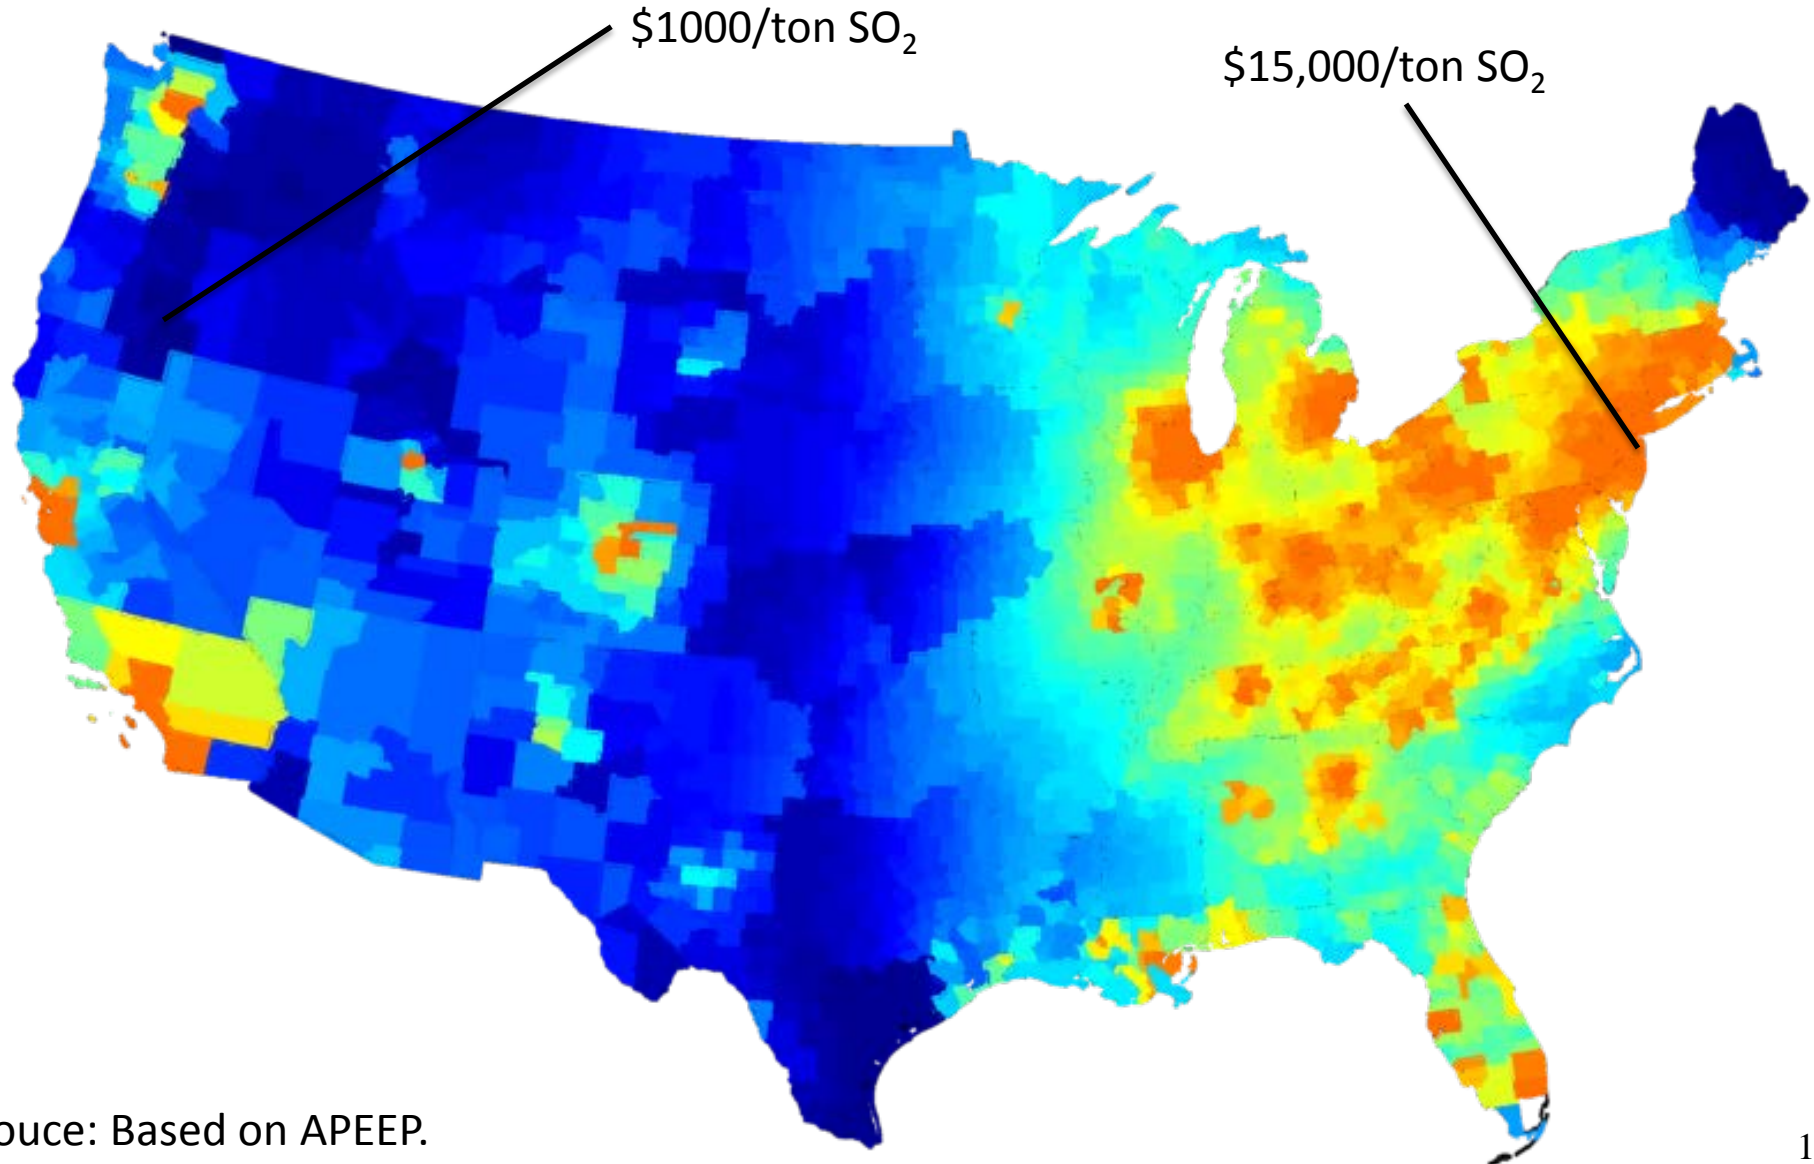 $1000/ton SO₂
$15,000/ton SO₂
ouce: Based on APEEP.
1